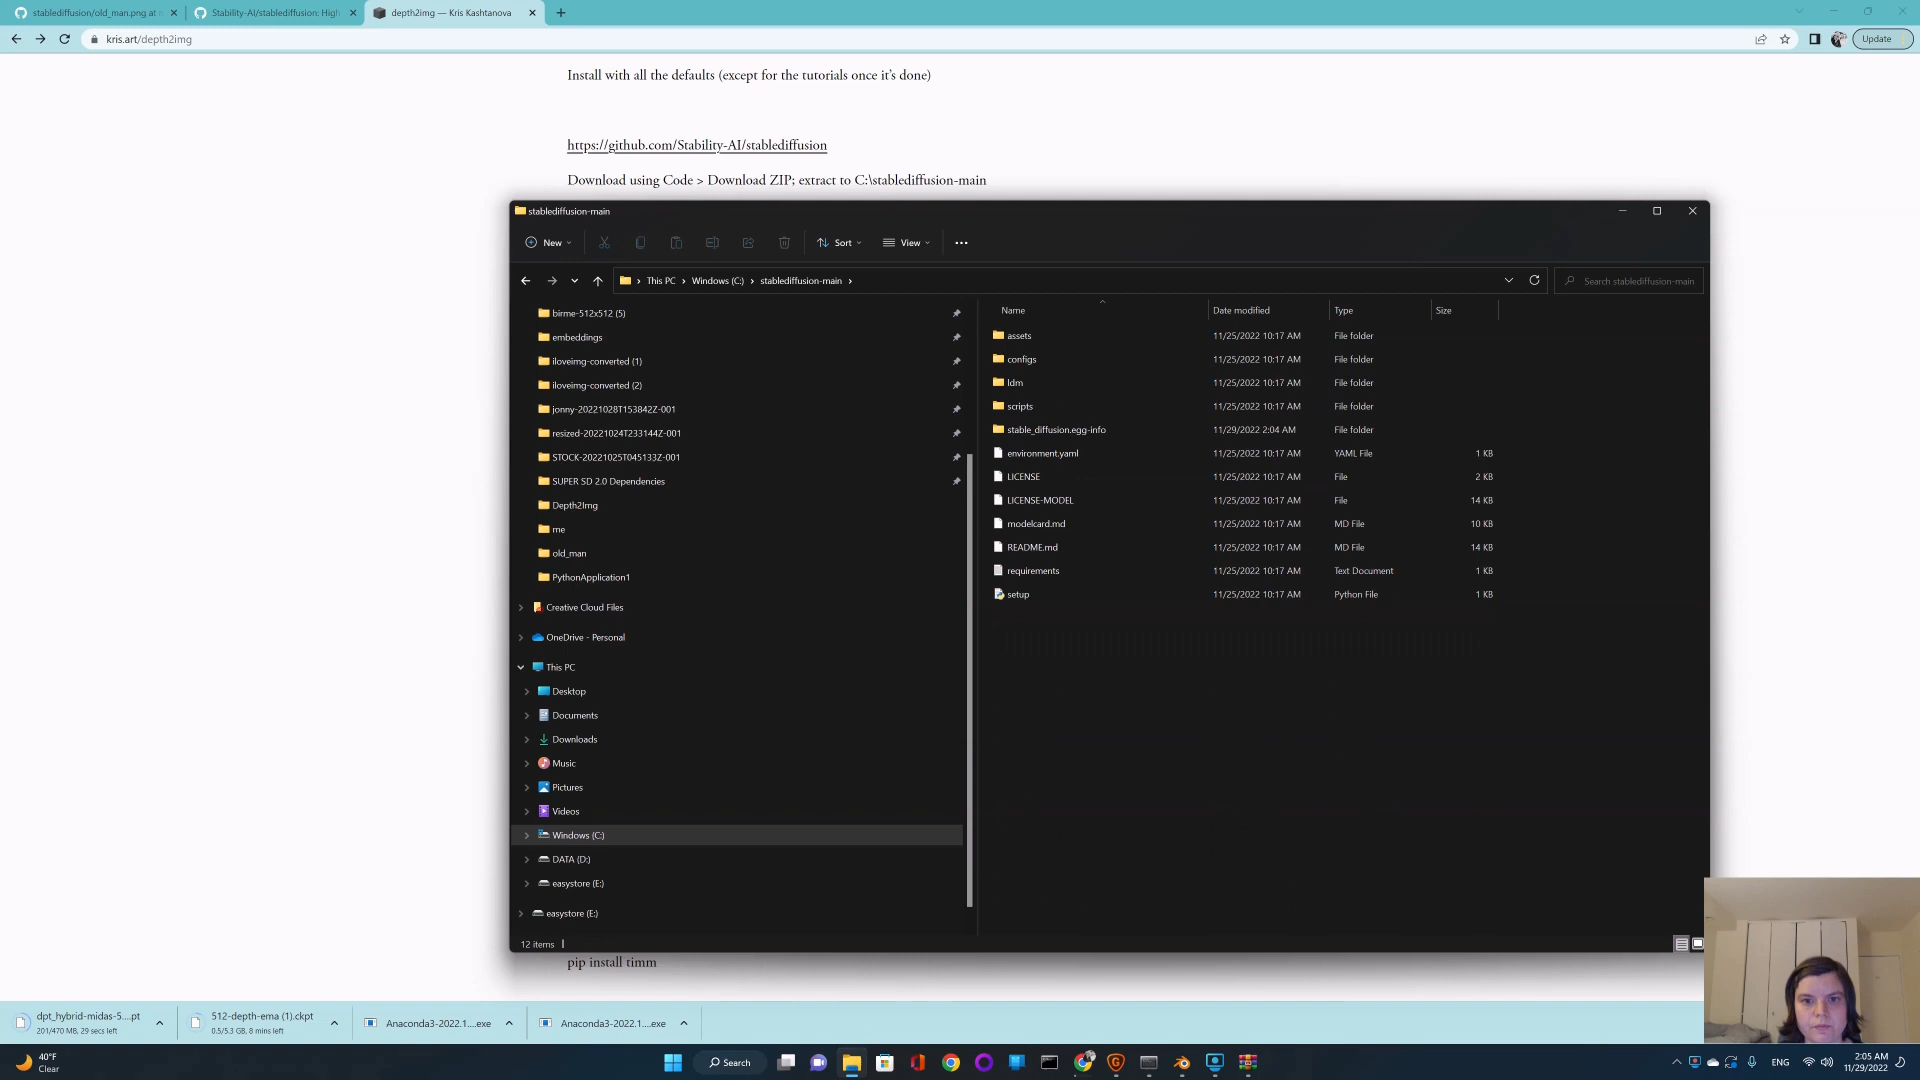 stablediffusion/old_man.png at m
Stability-AI/stablediffusion: High
depth2img — Kris Kashtanova
kris.art/depth2img
Update
Install with all the defaults (except for the tutorials once it's done)
https://github.com/Stability-AI/stablediffusion
Download using Code > Download ZIP; extract to C:\stablediffusion-main
stablediffusion-main
New
Sort
View
This PC > Windows (C:) > stablediffusion-main >
Search stablediffusion-main
Name Date modified Type Size
birme-512x512 (5)
embeddings
iloveimg-converted (1)
iloveimg-converted (2)
jonny-20221028T153842Z-001
resized-20221024T233144Z-001
STOCK-20221025T045133Z-001
SUPER SD 2.0 Dependencies
Depth2Img
me
old_man
PythonApplication1
Creative Cloud Files
OneDrive - Personal
This PC
Desktop
Documents
Downloads
Music
Pictures
Videos
Windows (C:)
DATA (D:)
easystore (E:)
easystore (E:)
assets 11/25/2022 10:17 AM File folder
configs 11/25/2022 10:17 AM File folder
ldm 11/25/2022 10:17 AM File folder
scripts 11/25/2022 10:17 AM File folder
stable_diffusion.egg-info 11/29/2022 2:04 AM File folder
environment.yaml 11/25/2022 10:17 AM YAML File 1 KB
LICENSE 11/25/2022 10:17 AM File 2 KB
LICENSE-MODEL 11/25/2022 10:17 AM File 14 KB
modelcard.md 11/25/2022 10:17 AM MD File 10 KB
README.md 11/25/2022 10:17 AM MD File 14 KB
requirements 11/25/2022 10:17 AM Text Document 1 KB
setup 11/25/2022 10:17 AM Python File 1 KB
12 items
pip install timm
dpt_hybrid-midas-5....pt
201/470 MB, 29 secs left
512-depth-ema (1).ckpt
0.5/5.3 GB, 8 mins left
Anaconda3-2022.1....exe
Anaconda3-2022.1....exe
40°F
Clear
Search
ENG
2:05 AM
11/29/2022